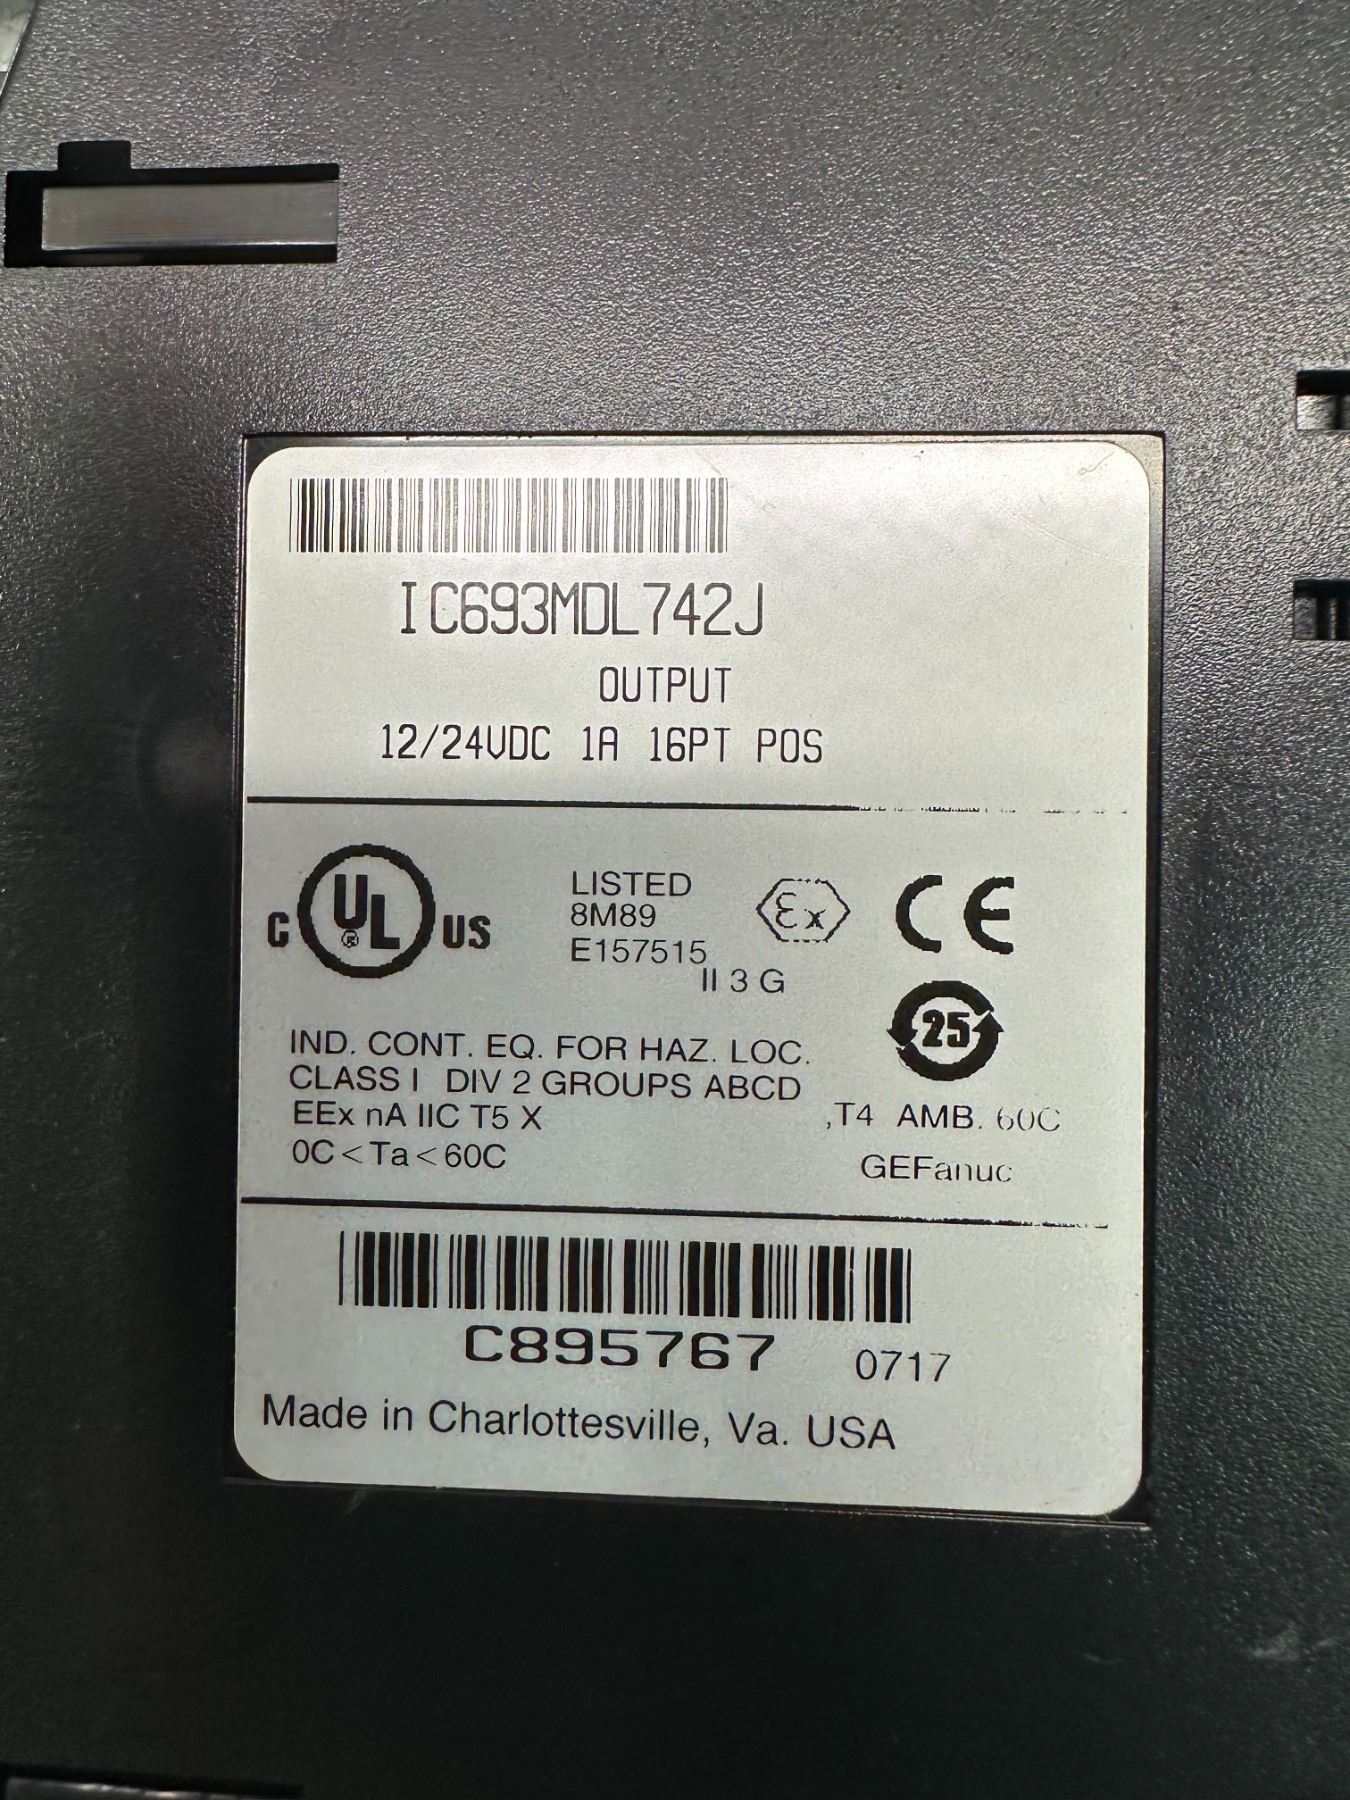 IC693MDL742J
OUTPUT
12/24VDC 1A 16PT POS
C UL® US
LISTED
8M89
E157515
II 3 G
Ex
CE
25
IND. CONT. EQ. FOR HAZ. LOC.
CLASS I DIV 2 GROUPS ABCD
EEx nA IIC T5 X
,T4 AMB. 60C
0C<Ta<60C
GEFanuc
C895767 0717
Made in Charlottesville, Va. USA